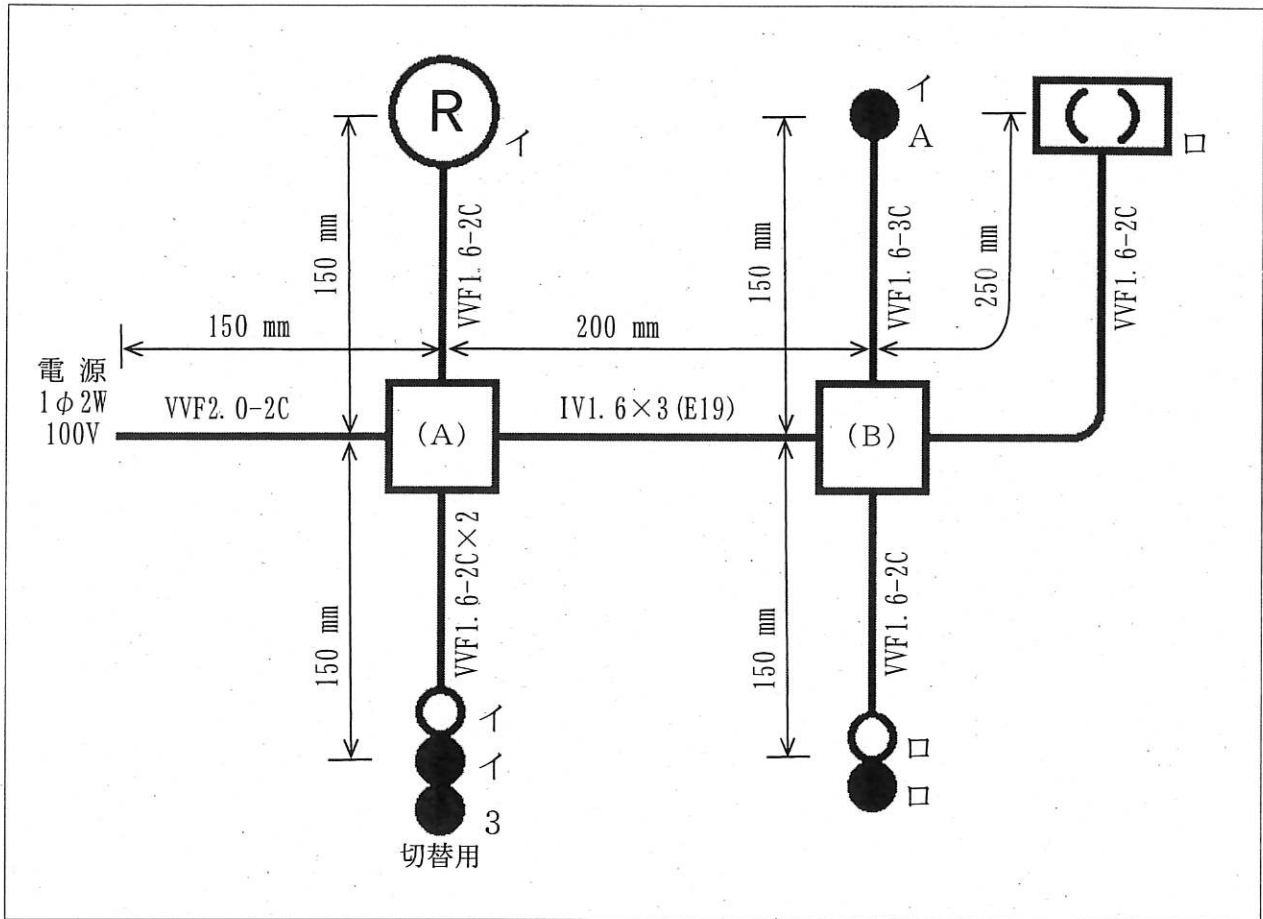 R
イ
イ
A
ロ
150 mm
VVF1.6-2C
150 mm
VVF1.6-3C
250 mm
VVF1.6-2C
150 mm
200 mm
電源
1φ2W
100V
VVF2.0-2C
(A)
IV1.6×3(E19)
(B)
150 mm
VVF1.6-2C×2
150 mm
VVF1.6-2C
イ
イ
3
切替用
ロ
ロ